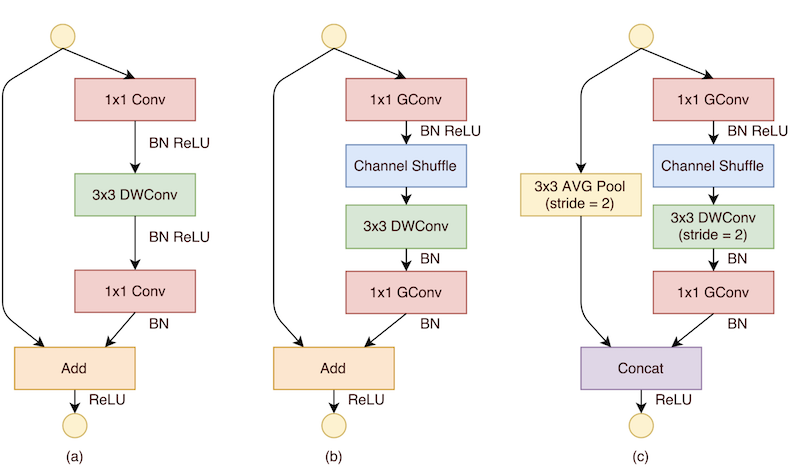 1x1 Conv
BN ReLU
3x3 DWConv
BN ReLU
1x1 Conv
BN
Add
ReLU
(a)
1x1 GConv
BN ReLU
Channel Shuffle
3x3 DWConv
BN
1x1 GConv
BN
Add
ReLU
(b)
3x3 AVG Pool
(stride = 2)
1x1 GConv
BN ReLU
Channel Shuffle
3x3 DWConv
(stride = 2)
BN
1x1 GConv
BN
Concat
ReLU
(c)